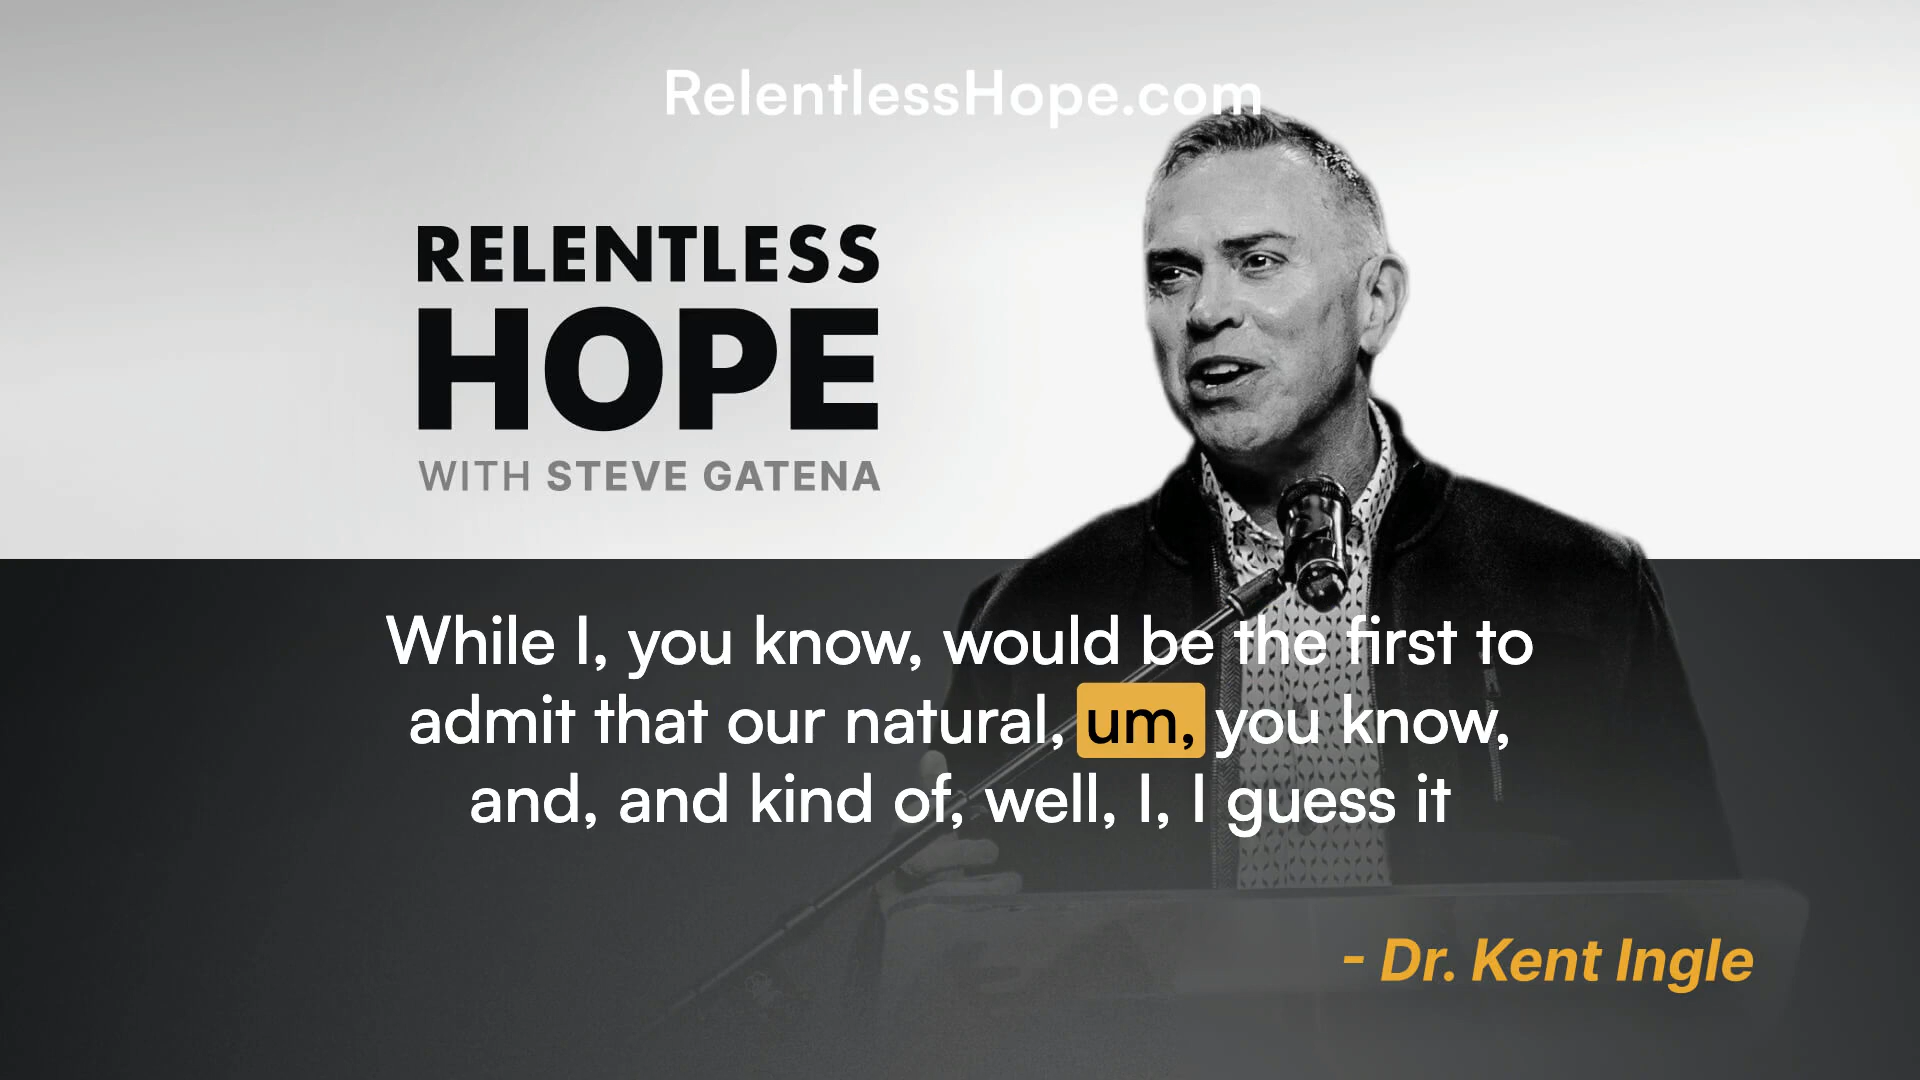 RelentlessHope.com
RELENTLESS
HOPE
WITH STEVE GATENA
While I, you know, would be the first to
admit that our natural, um, you know,
and, and kind of, well, I, I guess it
- Dr. Kent Ingle